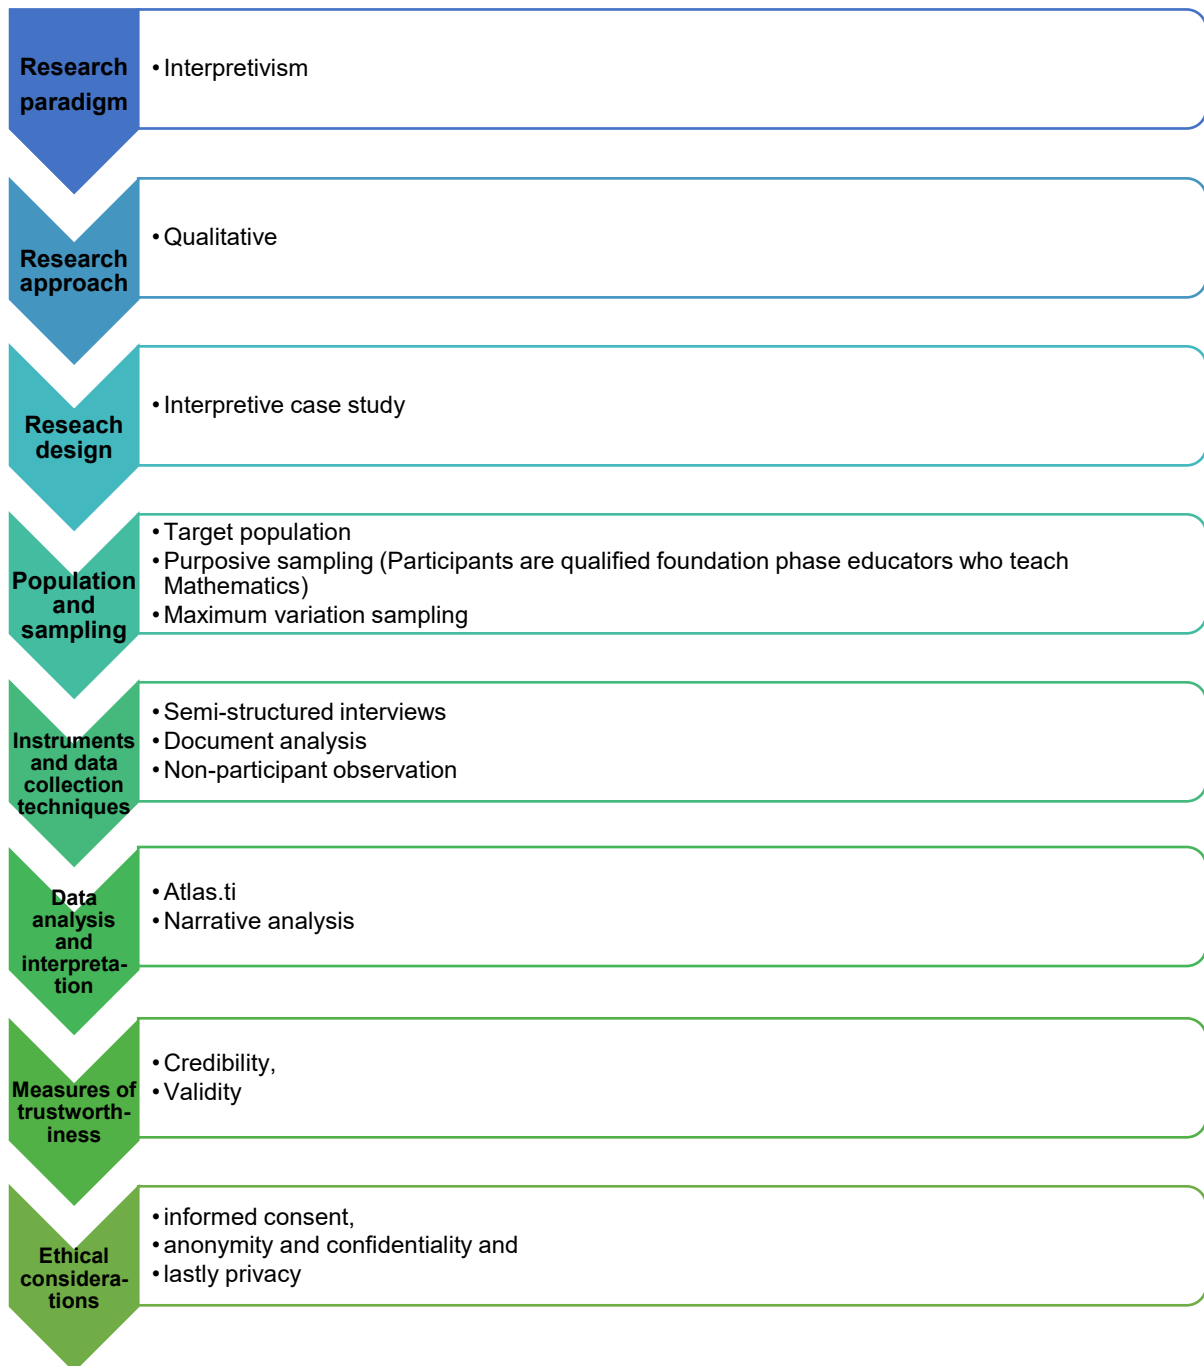 Research
paradigm
• Interpretivism
Research
approach
• Qualitative
Reseach
design
• Interpretive case study
Population
and
sampling
• Target population
• Purposive sampling (Participants are qualified foundation phase educators who teach
Mathematics)
• Maximum variation sampling
Instruments
and data
collection
techniques
• Semi-structured interviews
• Document analysis
• Non-participant observation
Data
analysis
and
interpreta-
tion
• Atlas.ti
• Narrative analysis
Measures of
trustworth-
iness
• Credibility,
• Validity
Ethical
considera-
tions
• informed consent,
• anonymity and confidentiality and
• lastly privacy